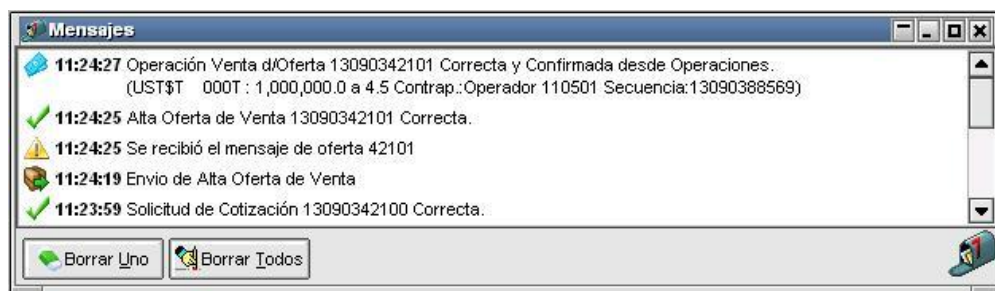 Mensajes
11:24:27 Operación Venta d/Oferta 13090342101 Correcta y Confirmada desde Operaciones.
(UST$T 000T : 1,000,000.0 a 4.5 Contrap.:Operador 110501 Secuencia:13090388569)
11:24:25 Alta Oferta de Venta 13090342101 Correcta.
11:24:25 Se recibió el mensaje de oferta 42101
11:24:19 Envio de Alta Oferta de Venta
11:23:59 Solicitud de Cotización 13090342100 Correcta.
Borrar Uno Borrar Todos